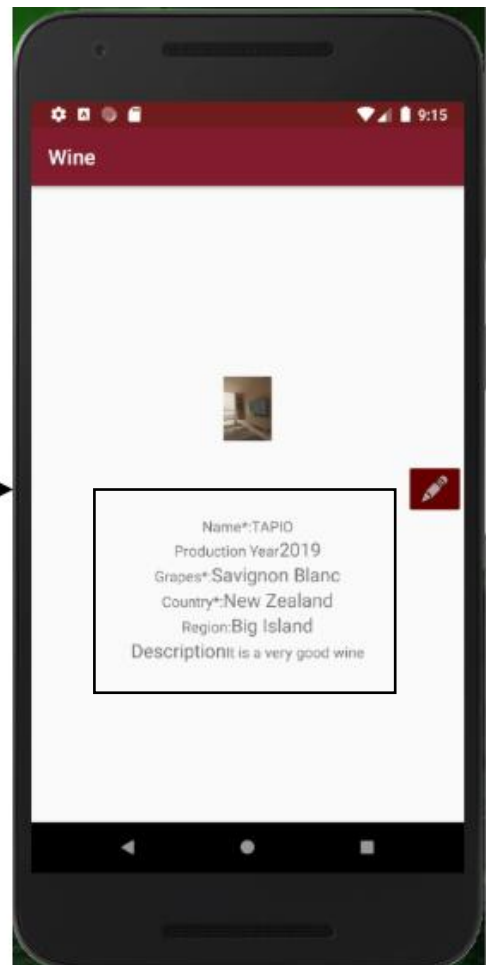 9:15
Wine
Name*:TAPIO
Production Year2019
Grapes*:Savignon Blanc
Country*:New Zealand
Region:Big Island
DescriptionIt is a very good wine